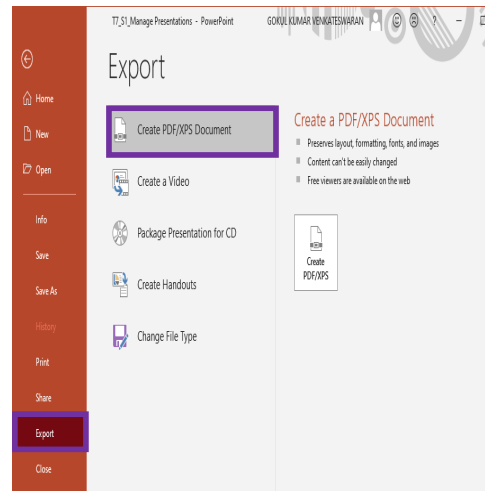 T7_S1_Manage Presentations - PowerPoint
GOKUL KUMAR VENKATESWARAN
?
Export
Home
New
Open
Info
Save
Save As
History
Print
Share
Export
Close
Create PDF/XPS Document
Create a Video
Package Presentation for CD
Create Handouts
Change File Type
Create a PDF/XPS Document
Preserves layout, formatting, fonts, and images
Content can't be easily changed
Free viewers are available on the web
Create
PDF/XPS